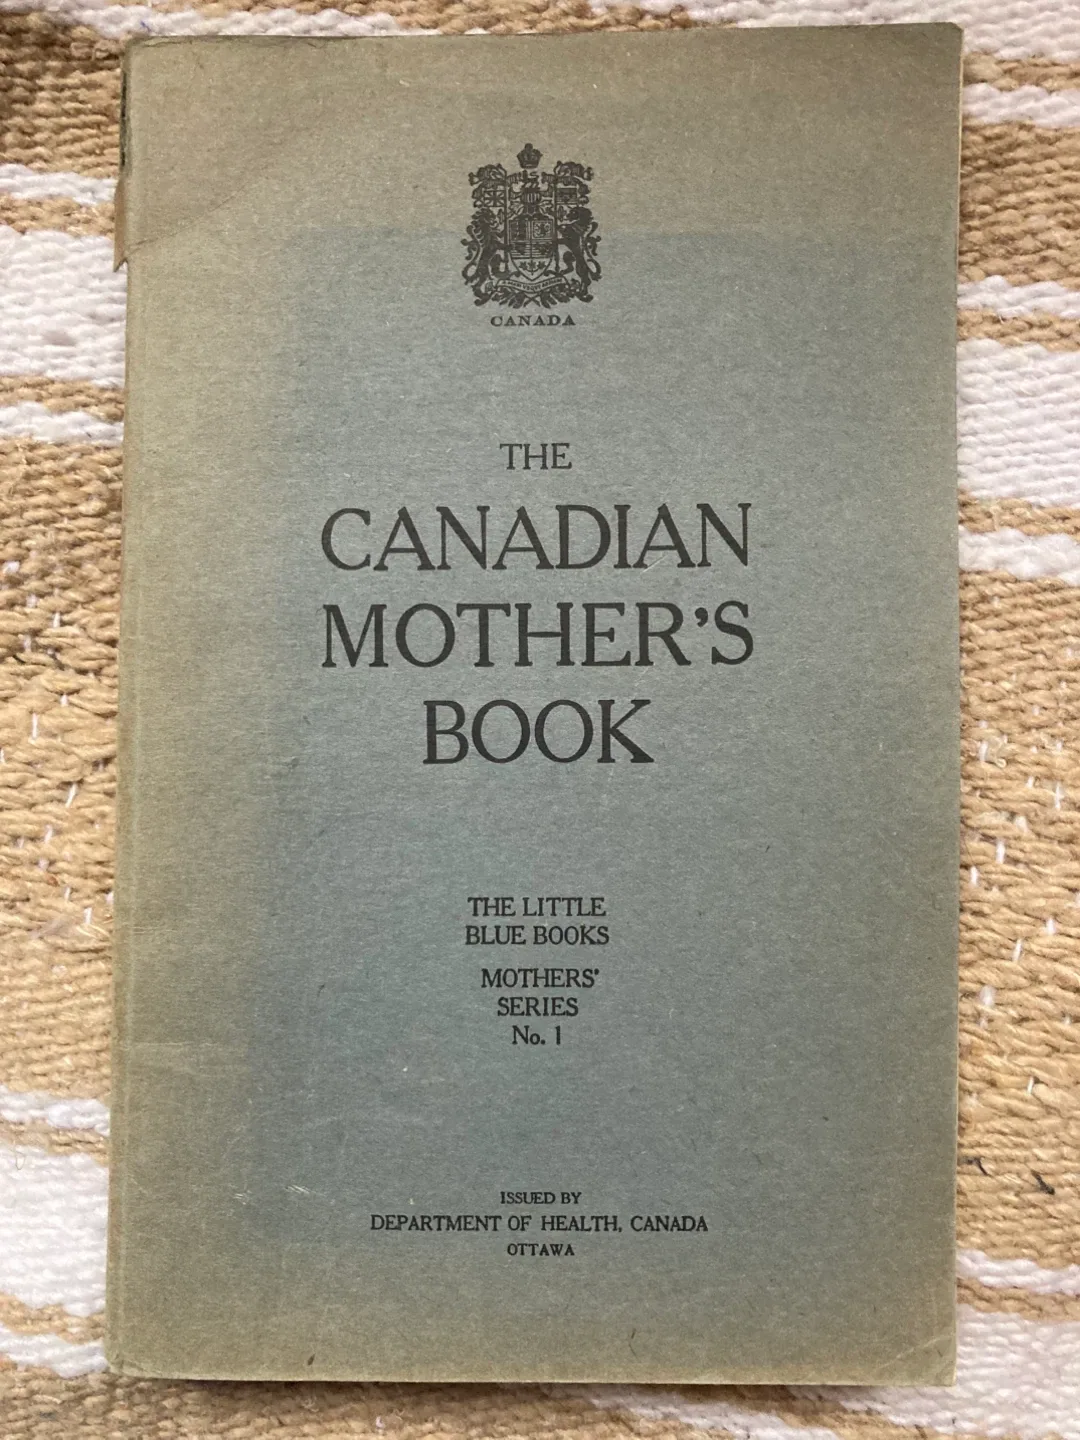 CANADA
THE
CANADIAN
MOTHER'S
BOOK
THE LITTLE
BLUE BOOKS
MOTHERS'
SERIES
No. 1
ISSUED BY
DEPARTMENT OF HEALTH, CANADA
OTTAWA